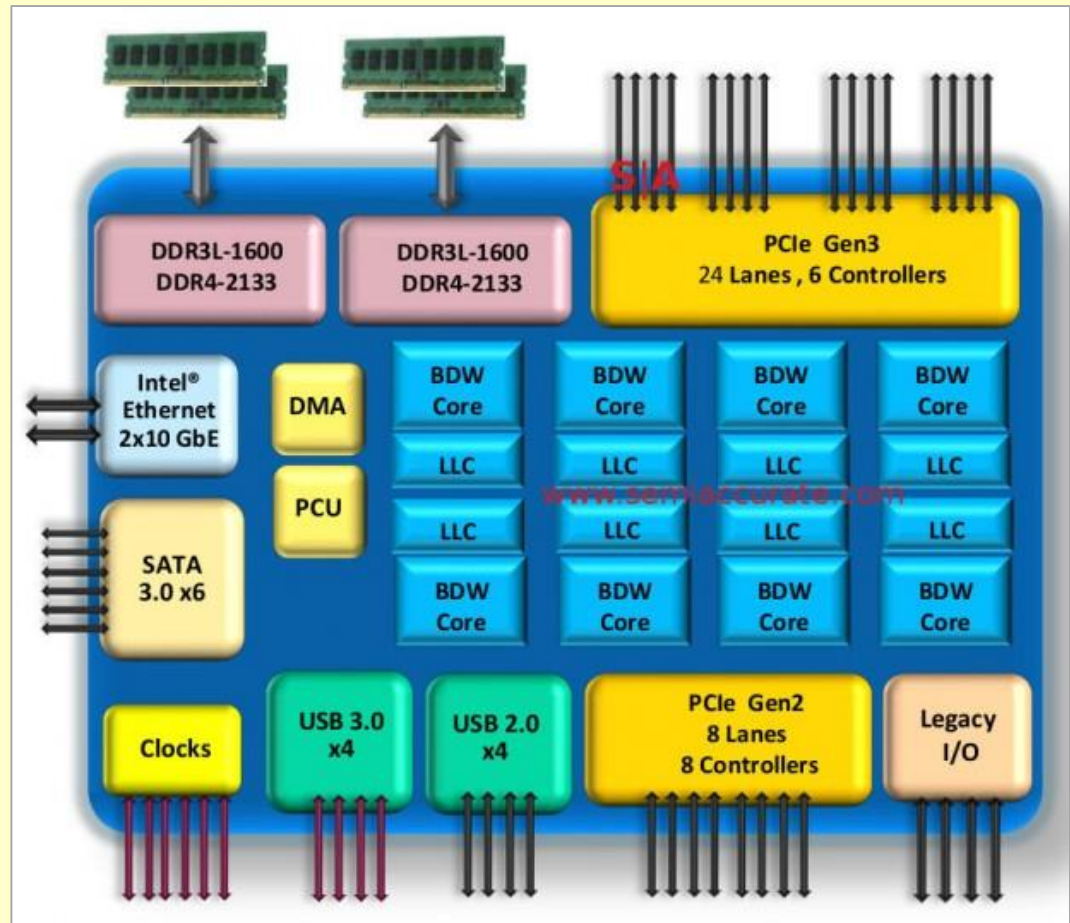 S|A
DDR3L-1600
DDR4-2133
DDR3L-1600
DDR4-2133
PCIe Gen3
24 Lanes , 6 Controllers
Intel®
Ethernet
2x10 GbE
DMA
PCU
BDW
Core
BDW
Core
BDW
Core
BDW
Core
LLC
LLC
LLC
LLC
www.semiaccurate.com
LLC
LLC
LLC
LLC
BDW
Core
BDW
Core
BDW
Core
BDW
Core
SATA
3.0 x6
Clocks
USB 3.0
x4
USB 2.0
x4
PCIe Gen2
8 Lanes
8 Controllers
Legacy
I/O